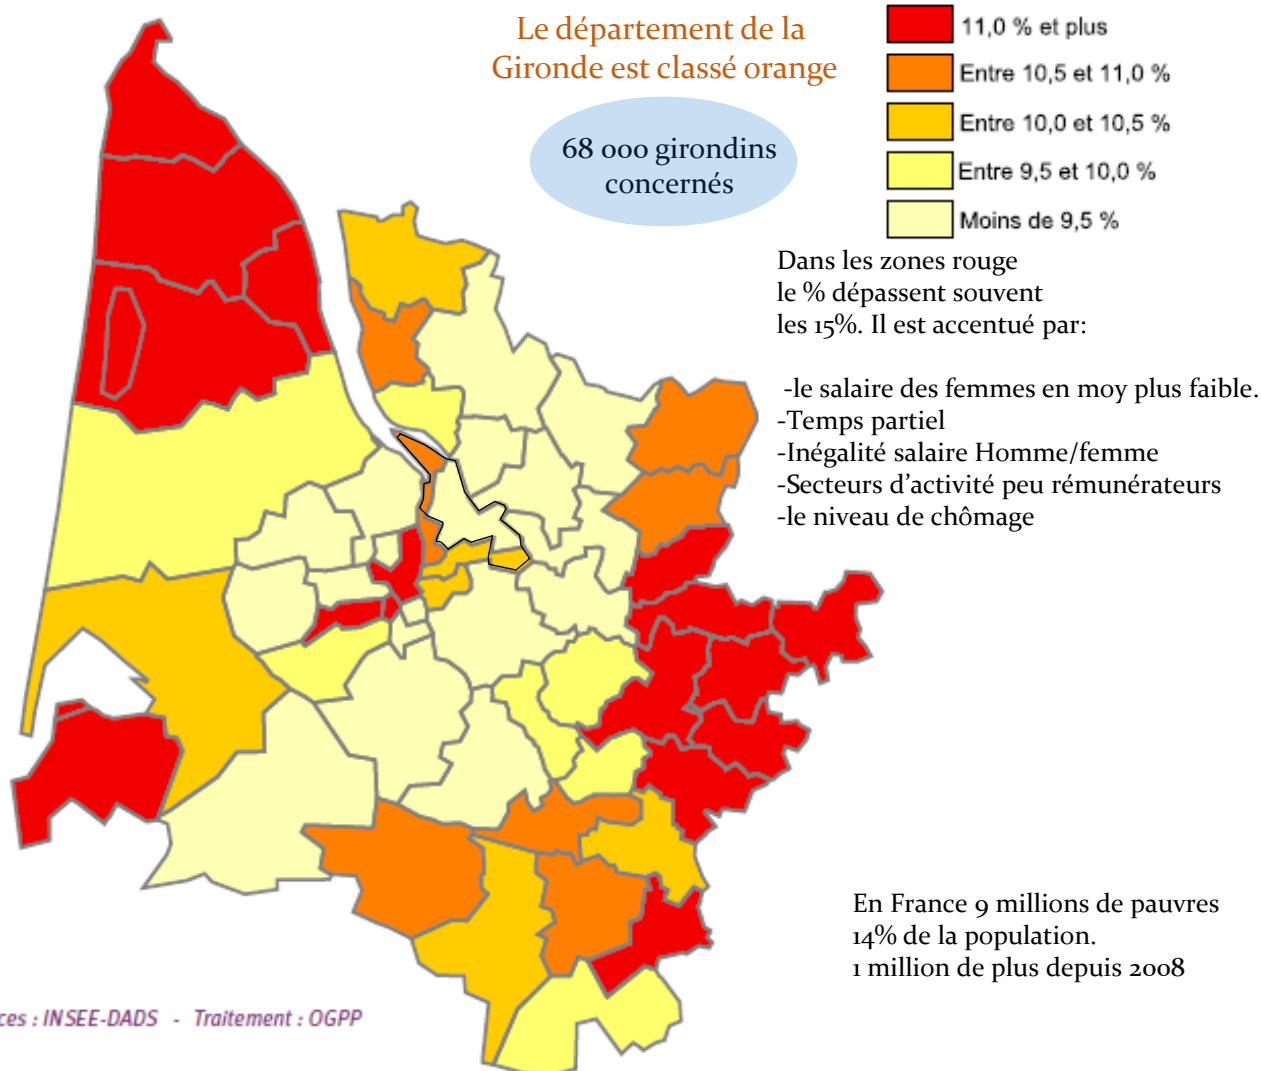 Le département de la
Gironde est classé orange
68 000 girondins
concernés
11,0 % et plus
Entre 10,5 et 11,0 %
Entre 10,0 et 10,5 %
Entre 9,5 et 10,0 %
Moins de 9,5 %
Dans les zones rouge
le % dépassent souvent
les 15%. Il est accentué par:
-le salaire des femmes en moy plus faible.
-Temps partiel
-Inégalité salaire Homme/femme
-Secteurs d'activité peu rémunérateurs
-le niveau de chômage
En France 9 millions de pauvres
14% de la population.
1 million de plus depuis 2008
ces : INSEE-DADS - Traitement : OGPP